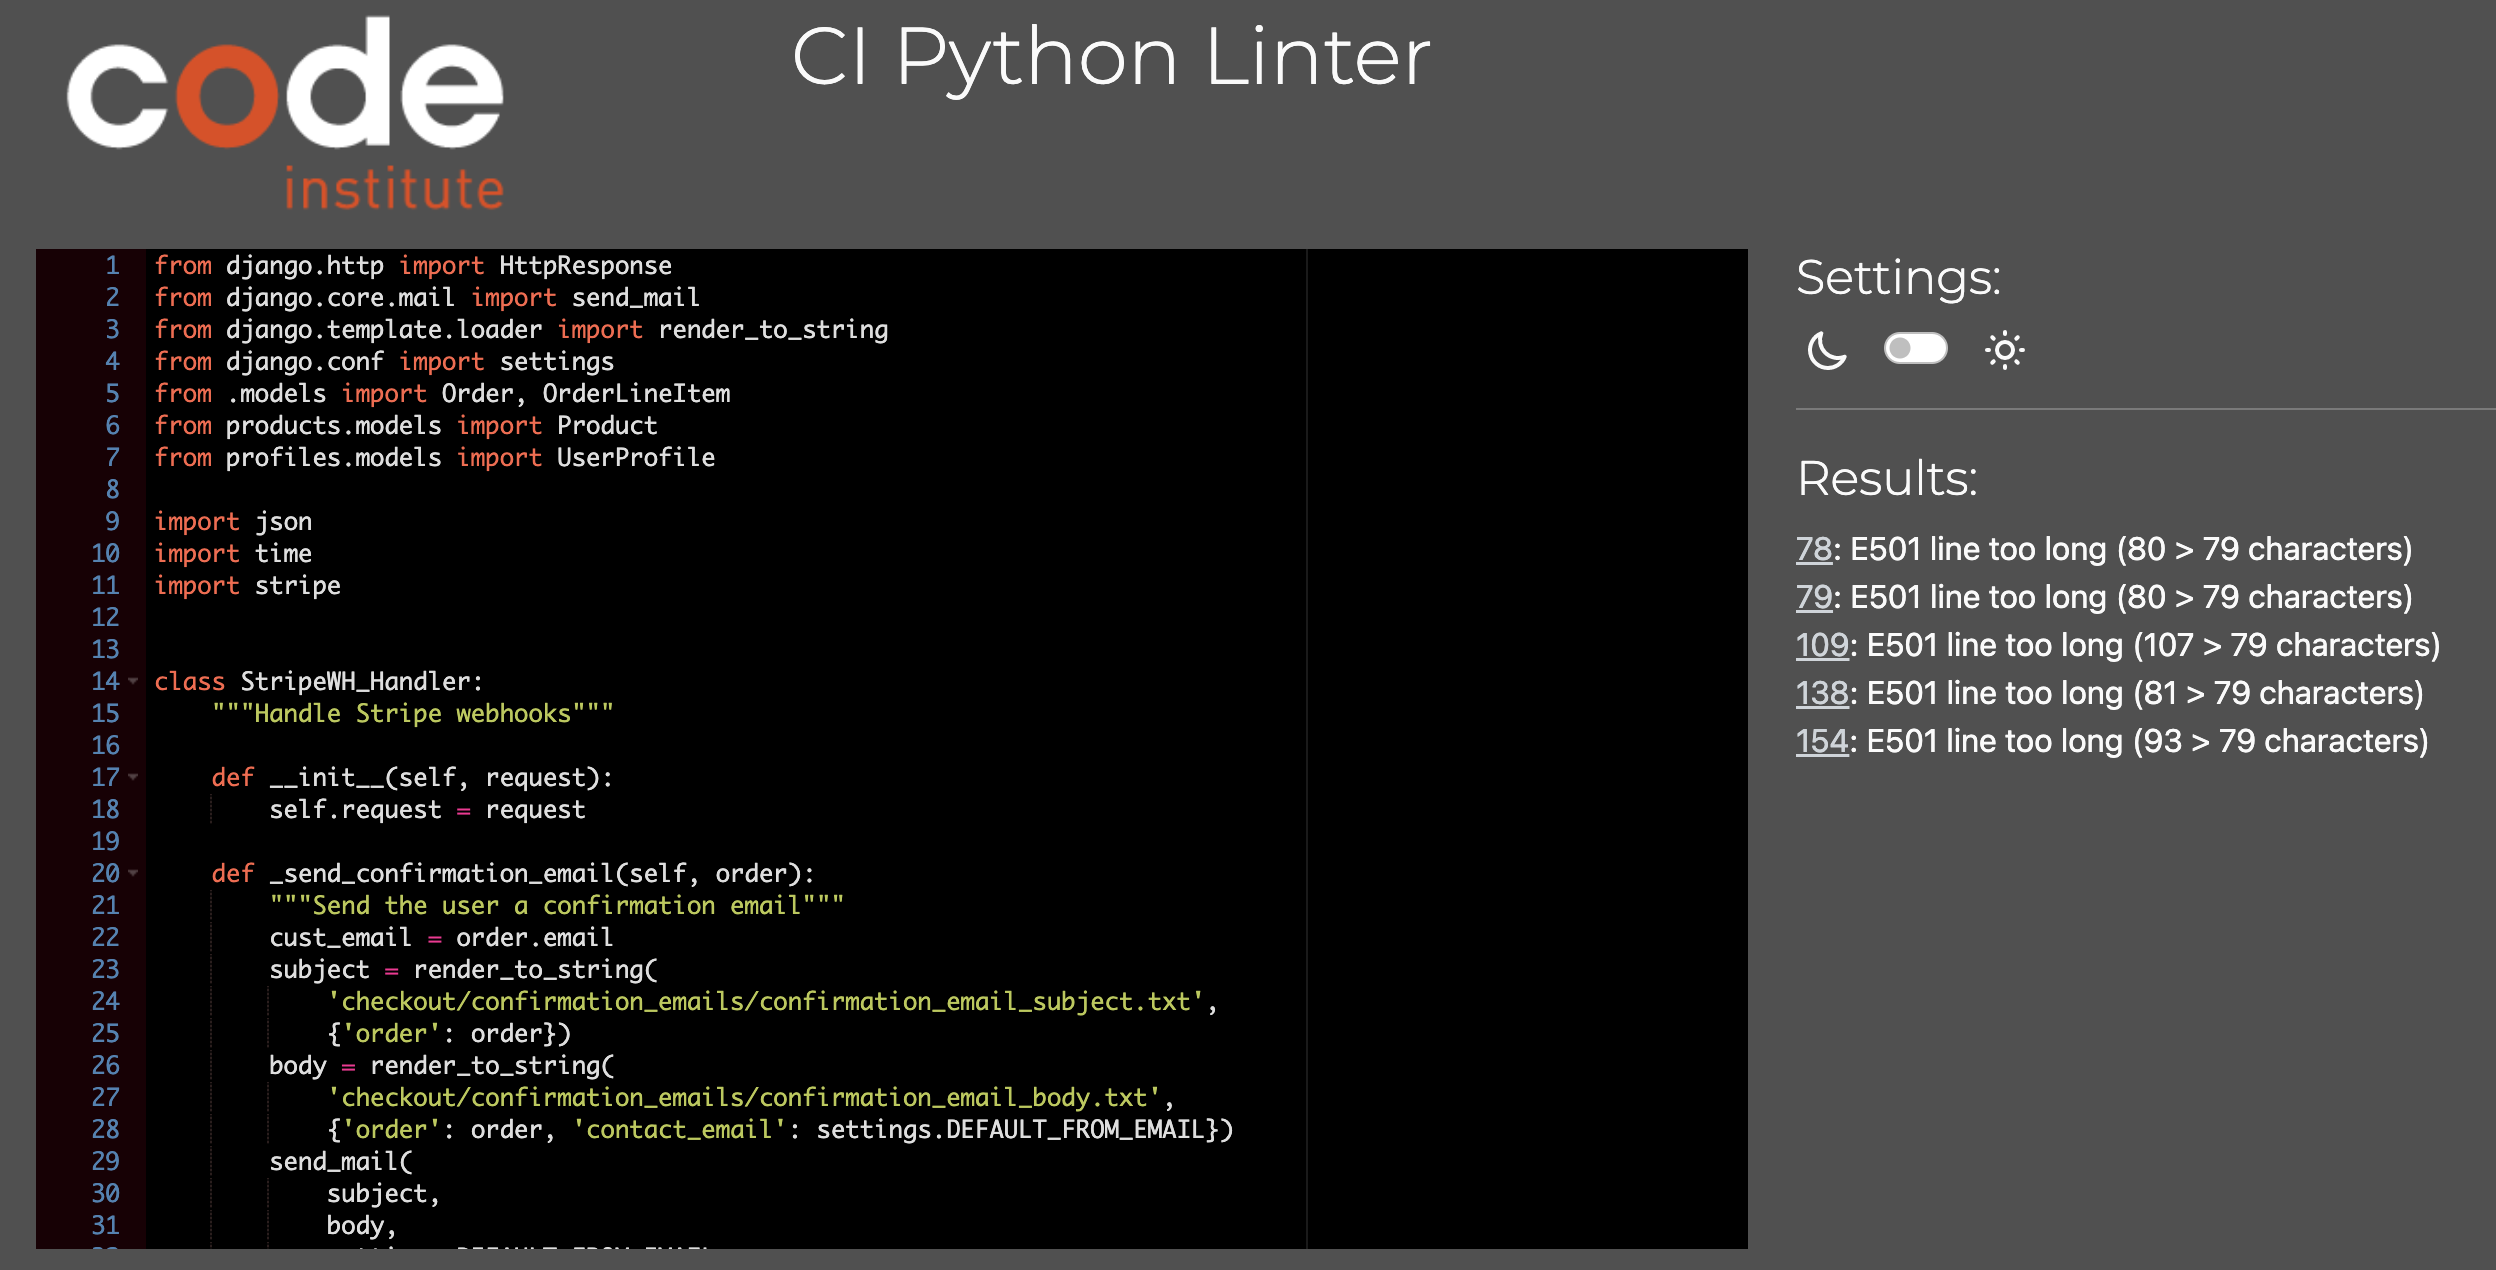 code
institute
CI Python Linter
1 from django.http import HttpResponse
2 from django.core.mail import send_mail
3 from django.template.loader import render_to_string
4 from django.conf import settings
5 from .models import Order, OrderLineItem
6 from products.models import Product
7 from profiles.models import UserProfile
8
9 import json
10 import time
11 import stripe
12
13
14 class StripeWH_Handler:
15     """Handle Stripe webhooks"""
16
17     def __init__(self, request):
18         self.request = request
19
20     def _send_confirmation_email(self, order):
21         """Send the user a confirmation email"""
22         cust_email = order.email
23         subject = render_to_string(
24             'checkout/confirmation_emails/confirmation_email_subject.txt',
25             {'order': order})
26         body = render_to_string(
27             'checkout/confirmation_emails/confirmation_email_body.txt',
28             {'order': order, 'contact_email': settings.DEFAULT_FROM_EMAIL})
29         send_mail(
30             subject,
31             body,
Settings:
Results:
78: E501 line too long (80 > 79 characters)
79: E501 line too long (80 > 79 characters)
109: E501 line too long (107 > 79 characters)
138: E501 line too long (81 > 79 characters)
154: E501 line too long (93 > 79 characters)